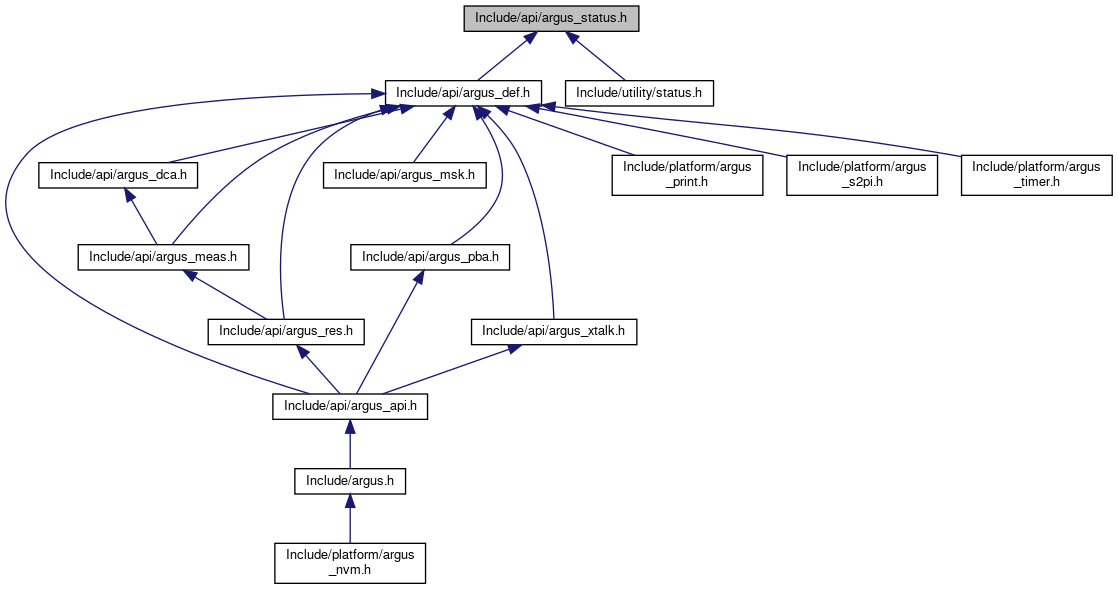 Include/api/argus_status.h
Include/api/argus_def.h
Include/utility/status.h
Include/api/argus_dca.h
Include/api/argus_msk.h
Include/platform/argus
_print.h
Include/platform/argus
_s2pi.h
Include/platform/argus
_timer.h
Include/api/argus_meas.h
Include/api/argus_pba.h
Include/api/argus_res.h
Include/api/argus_xtalk.h
Include/api/argus_api.h
Include/argus.h
Include/platform/argus
_nvm.h